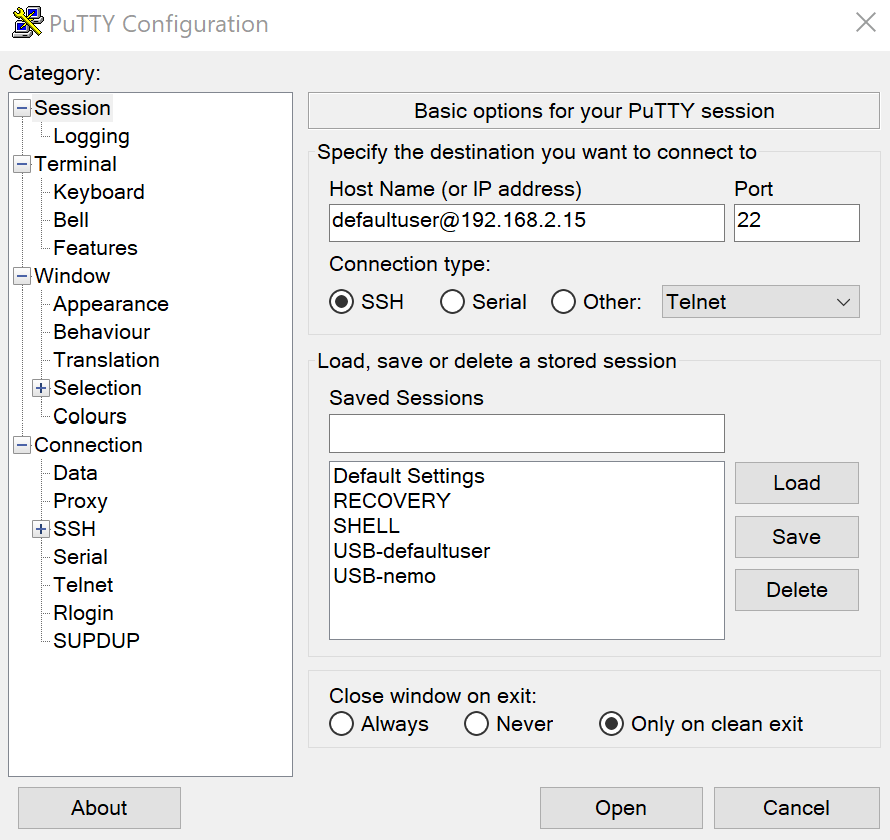 PuTTY Configuration
Category:
Session
Logging
Terminal
Keyboard
Bell
Features
Window
Appearance
Behaviour
Translation
Selection
Colours
Connection
Data
Proxy
SSH
Serial
Telnet
Rlogin
SUPDUP
Basic options for your PuTTY session
Specify the destination you want to connect to
Host Name (or IP address) Port
defaultuser@192.168.2.15 22
Connection type:
SSH Serial Other: Telnet
Load, save or delete a stored session
Saved Sessions
Default Settings
RECOVERY
SHELL
USB-defaultuser
USB-nemo
Load
Save
Delete
Close window on exit:
Always Never Only on clean exit
About Open Cancel